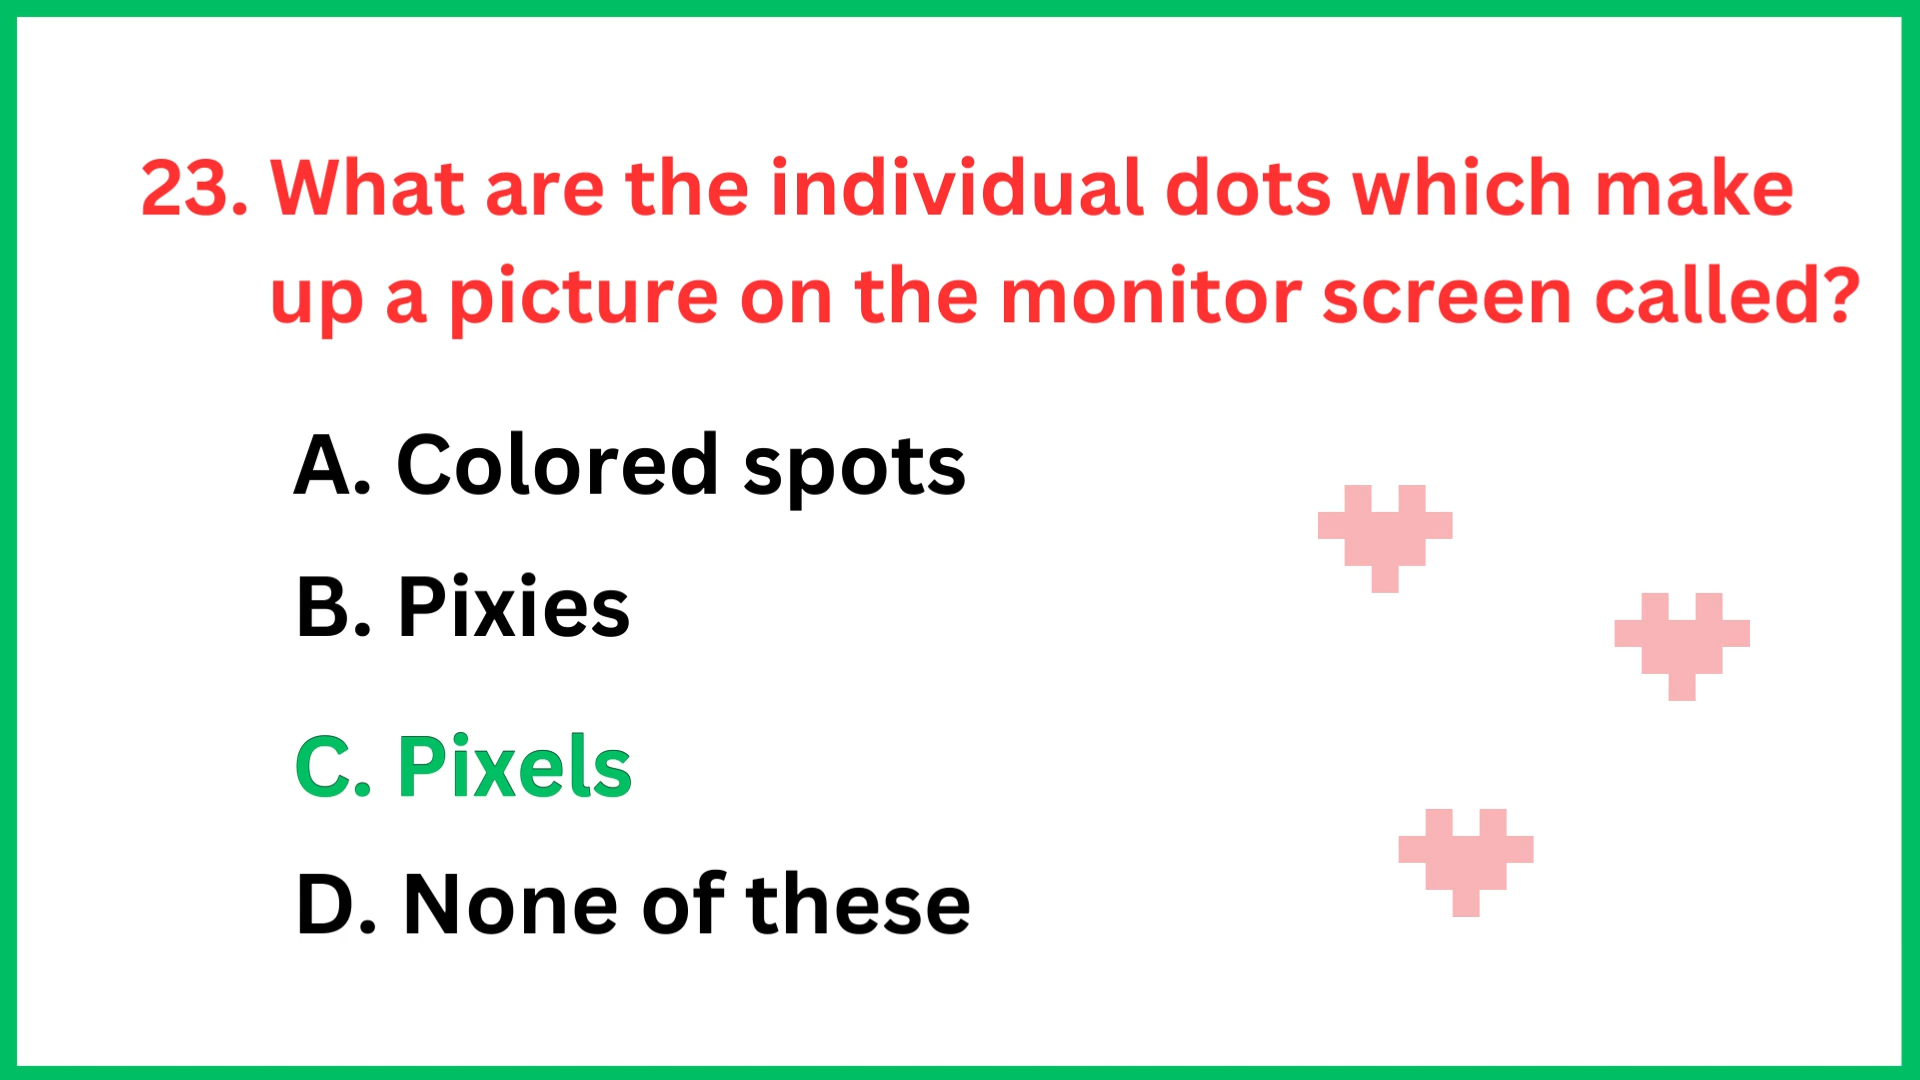 23. What are the individual dots which make
up a picture on the monitor screen called?
A. Colored spots
B. Pixies
C. Pixels
D. None of these